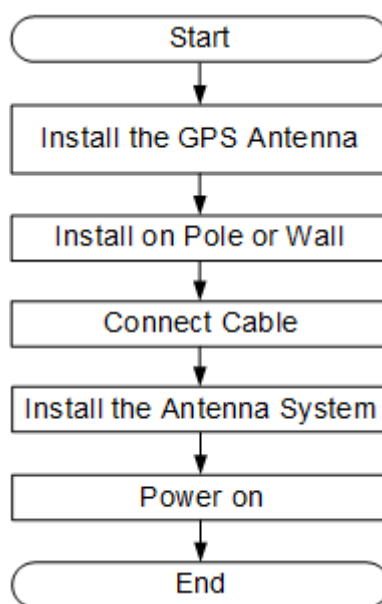 Start
Install the GPS Antenna
Install on Pole or Wall
Connect Cable
Install the Antenna System
Power on
End